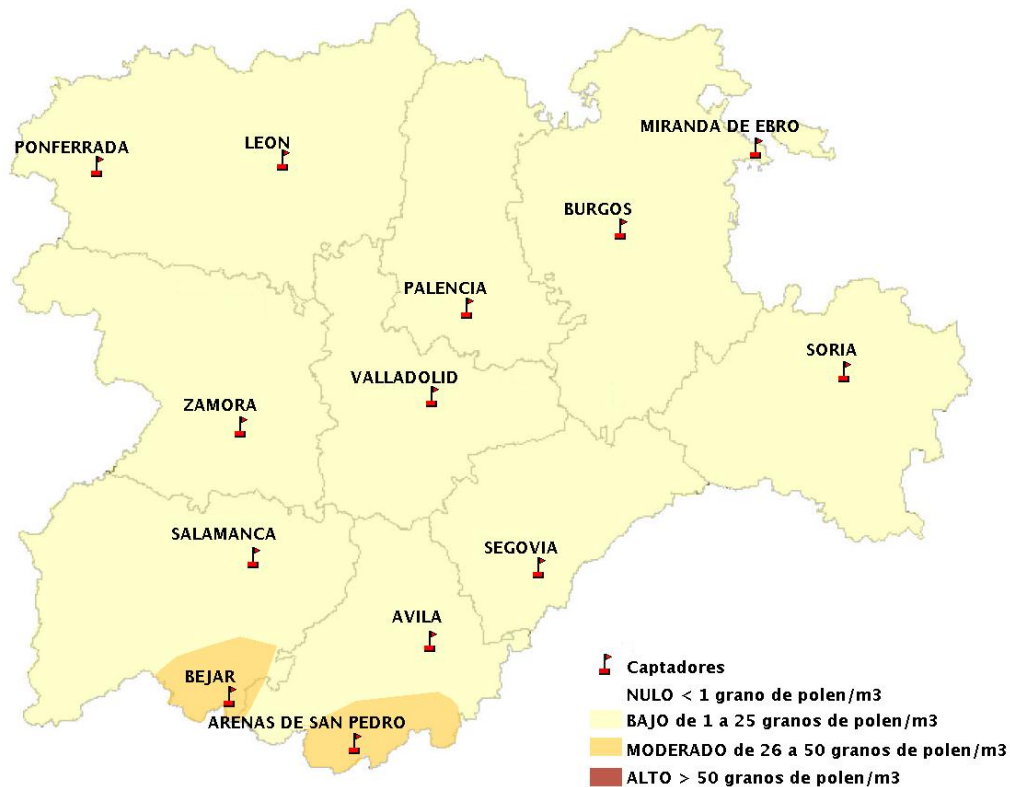 MIRANDA DE EBRO
PONFERRADA
LEON
BURGOS
PALENCIA
SORIA
VALLADOLID
ZAMORA
SALAMANCA
SEGOVIA
AVILA
BEJAR
ARENAS DE SAN PEDRO
Captadores
NULO < 1 grano de polen/m3
BAJO de 1 a 25 granos de polen/m3
MODERADO de 26 a 50 granos de polen/m3
ALTO > 50 granos de polen/m3